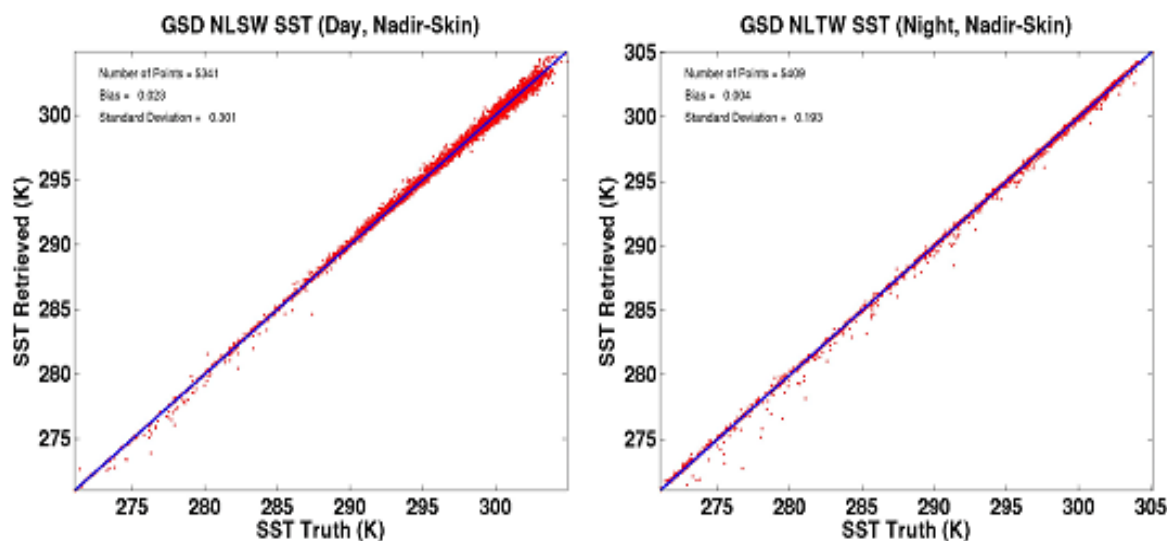 GSD NLSW SST (Day, Nadir-Skin)
Number of Points = 5341
Bias = 0.023
Standard Deviation = 0.301
300
295
290
285
280
275
SST Retrieved (K)
275 280 285 290 295 300
SST Truth (K)
GSD NLTW SST (Night, Nadir-Skin)
Number of Points = 5409
Bias = 0.004
Standard Deviation = 0.193
305
300
295
290
285
280
275
SST Retrieved (K)
275 280 285 290 295 300 305
SST Truth (K)